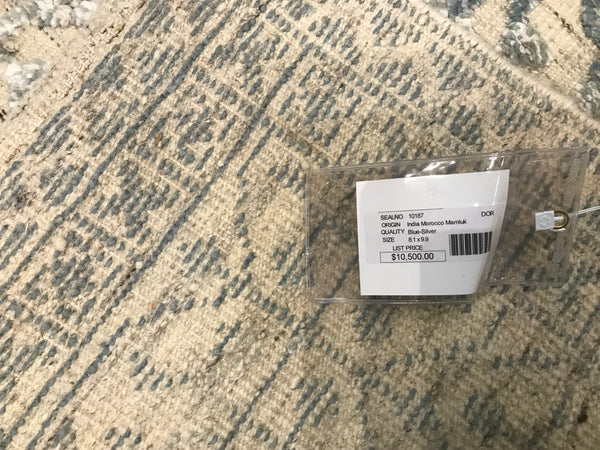 SEALNO 10187 DOR
ORIGIN India Morocco Mamluk
QUALITY Blue-Silver
SIZE 8.1 x 9.9
LIST PRICE
$10,500.00